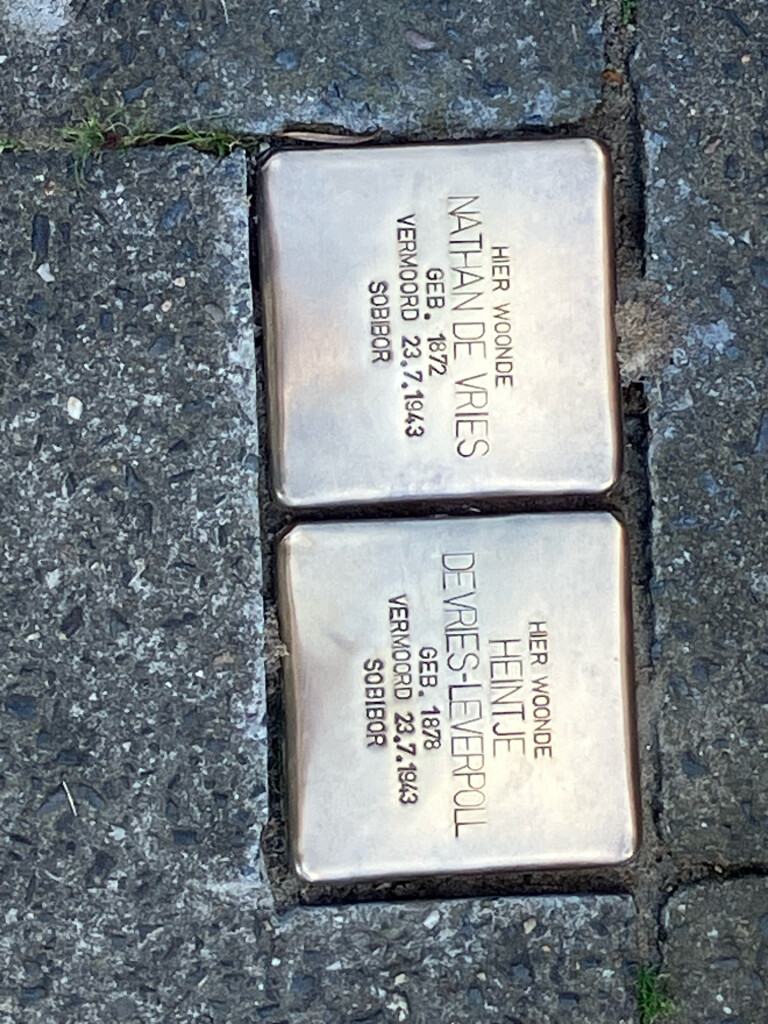 HIER WOONDE
NATHAN DE VRIES
GEB. 1872
VERMOORD 23.7.1943
SOBIBOR
HIER WOONDE
HEINTJE
DE VRIES-LEVERPOLL
GEB. 1878
VERMOORD 23.7.1943
SOBIBOR